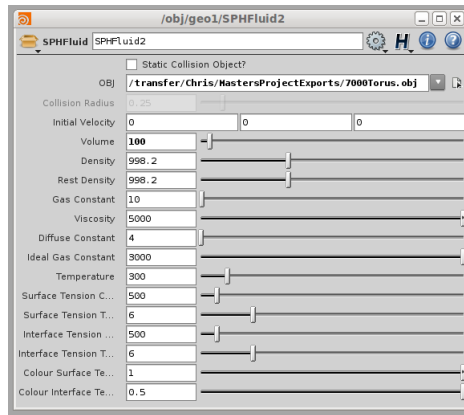 /obj/geo1/SPHFluid2
SPHFluid SPHFluid2
Static Collision Object?
OBJ /transfer/Chris/MastersProjectExports/7000Torus.obj
Collision Radius 0.25
Initial Velocity 0 0 0
Volume 100
Density 998.2
Rest Density 998.2
Gas Constant 10
Viscosity 5000
Diffuse Constant 4
Ideal Gas Constant 3000
Temperature 300
Surface Tension C... 500
Surface Tension T... 6
Interface Tension ... 500
Interface Tension T... 6
Colour Surface Te... 1
Colour Interface Te... 0.5